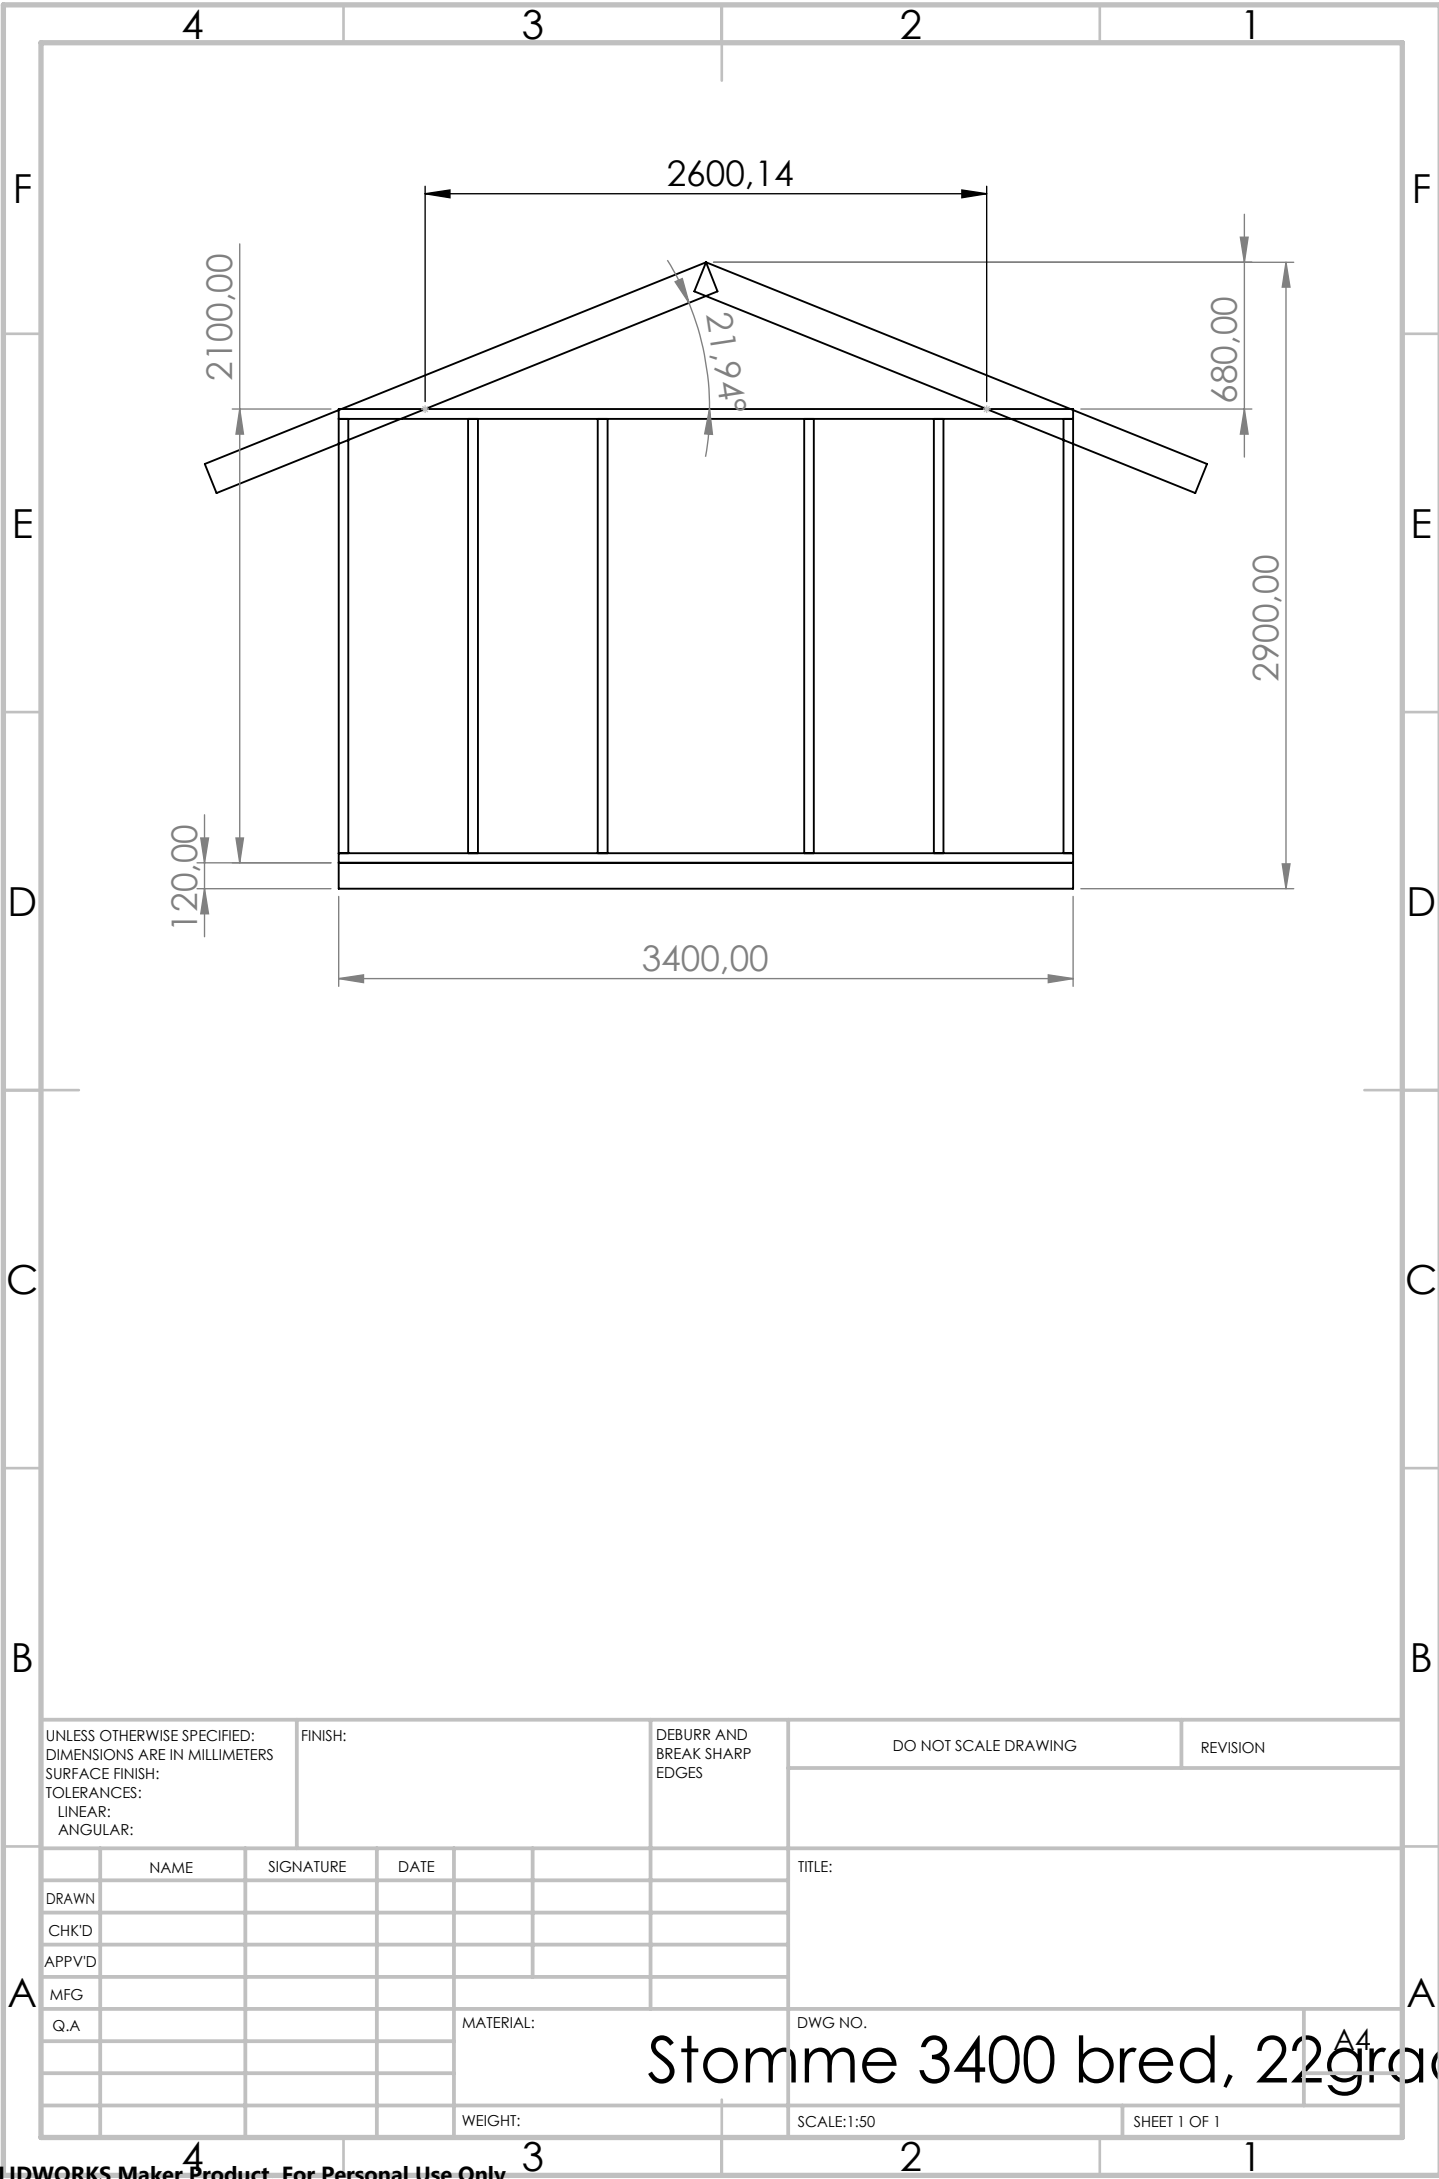 4 3 2 1
F F
2600,14
2100,00
21,94°
680,00
E E
2900,00
D D
120,00
3400,00
C C
B B
UNLESS OTHERWISE SPECIFIED:
DIMENSIONS ARE IN MILLIMETERS
SURFACE FINISH:
TOLERANCES:
LINEAR:
ANGULAR:
FINISH:
DEBURR AND
BREAK SHARP
EDGES
DO NOT SCALE DRAWING
REVISION
NAME SIGNATURE DATE
TITLE:
DRAWN
CHK'D
APPV'D
A A
MFG
Q.A
MATERIAL:
DWG NO.
Stomme 3400 bred, 22grad
A4
WEIGHT:
SCALE:1:50
SHEET 1 OF 1
4 3 2 1
LIDWORKS Maker Product. For Personal Use Only.